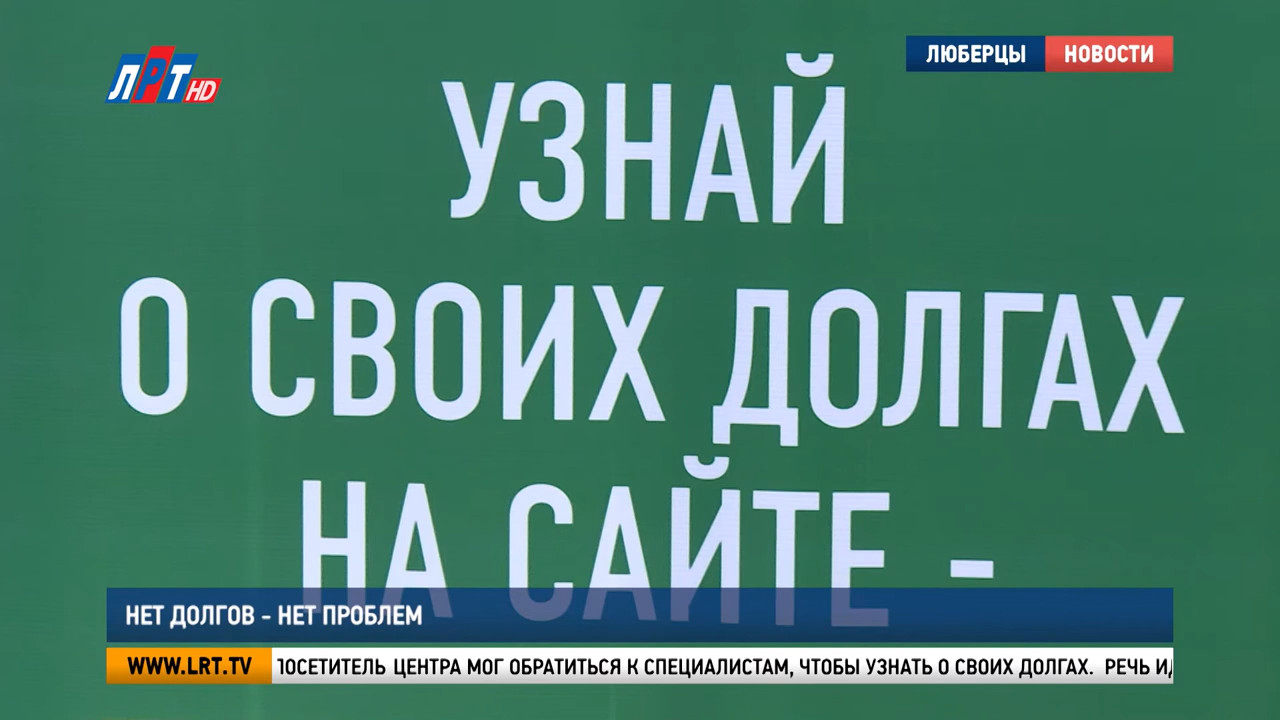 ЛРТ HD
ЛЮБЕРЦЫ НОВОСТИ
УЗНАЙ
О СВОИХ ДОЛГАХ
НА САЙТЕ -
НЕТ ДОЛГОВ - НЕТ ПРОБЛЕМ
WWW.LRT.TV ПОСЕТИТЕЛЬ ЦЕНТРА МОГ ОБРАТИТЬСЯ К СПЕЦИАЛИСТАМ, ЧТОБЫ УЗНАТЬ О СВОИХ ДОЛГАХ. РЕЧЬ